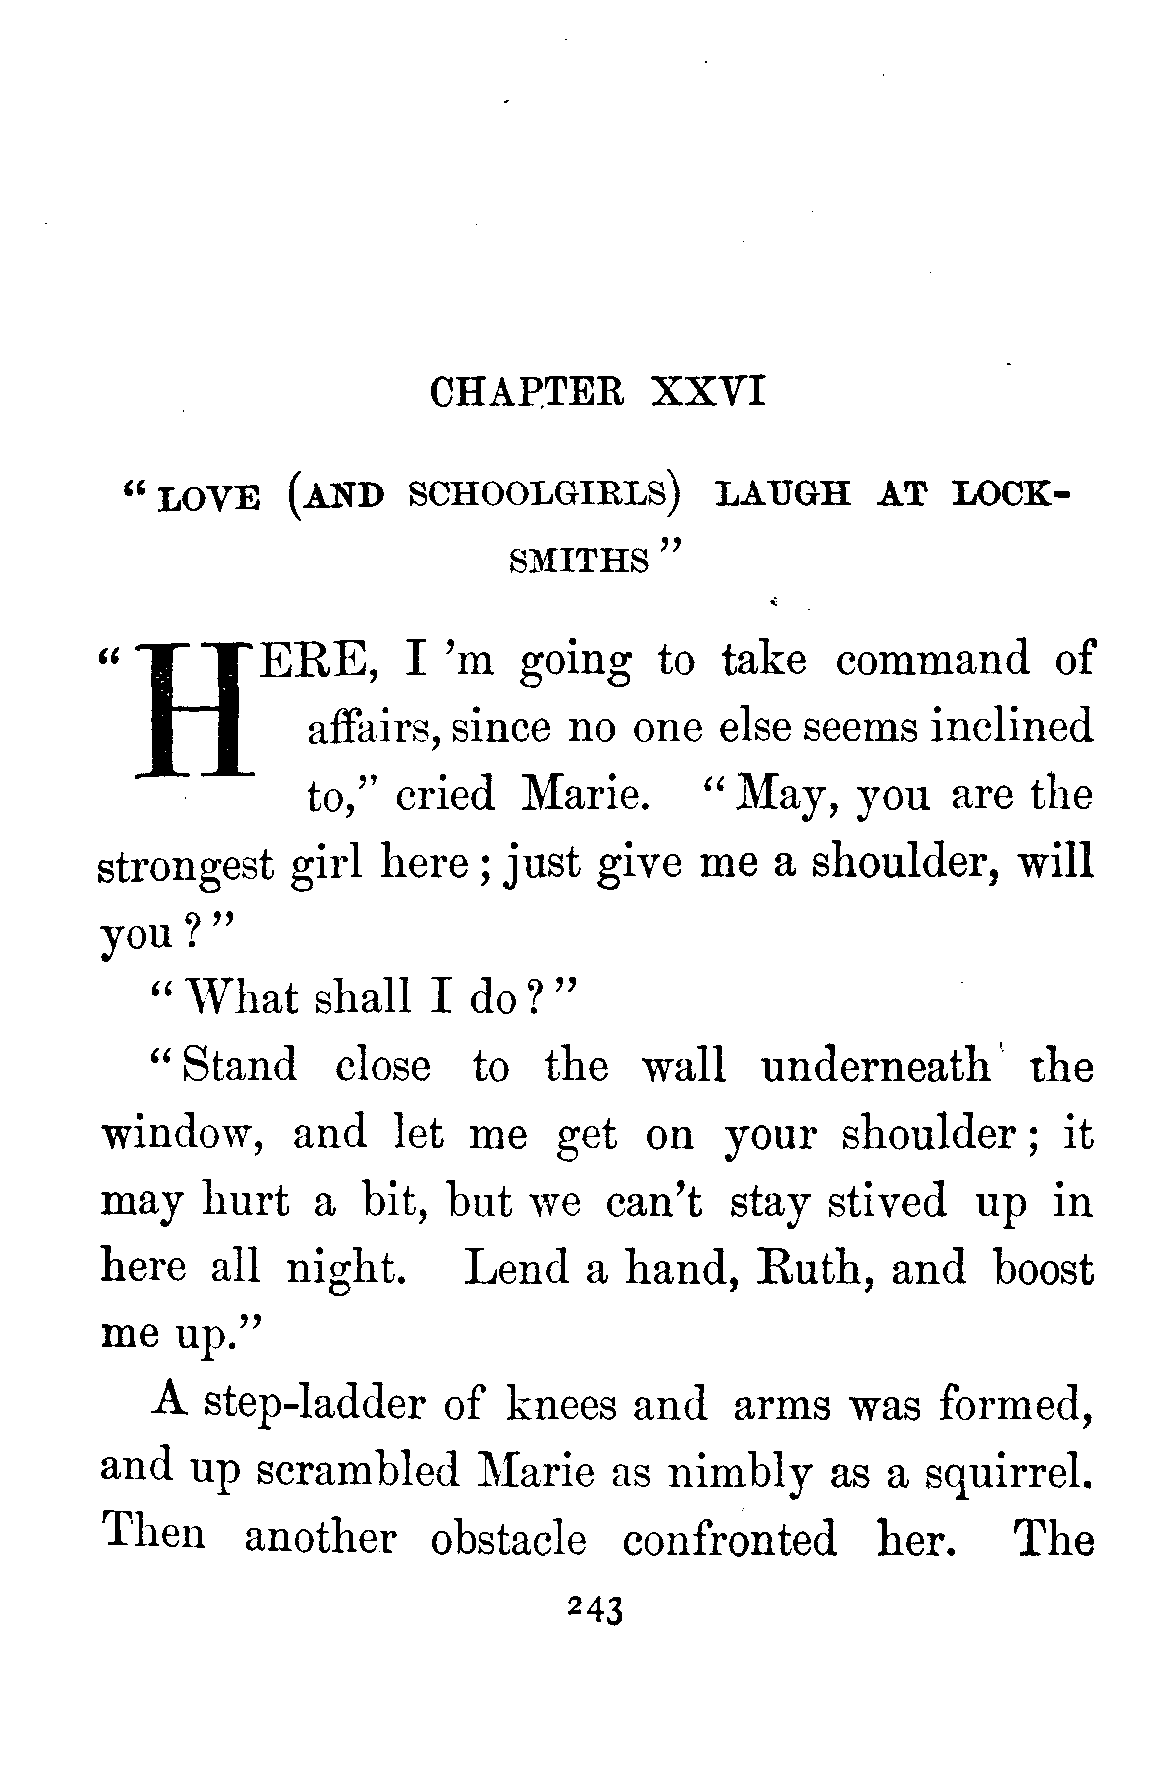 CHAPTER XXVI
“LOVE (AND SCHOOLGIRLS) LAUGH AT LOCK-
SMITHS”
“HERE, I ’m going to take command of
affairs, since no one else seems inclined
to,” cried Marie. “May, you are the
strongest girl here; just give me a shoulder, will
you?”
“What shall I do?”
“Stand close to the wall underneath the
window, and let me get on your shoulder; it
may hurt a bit, but we can’t stay stived up in
here all night. Lend a hand, Ruth, and boost
me up.”
A step-ladder of knees and arms was formed,
and up scrambled Marie as nimbly as a squirrel.
Then another obstacle confronted her. The
243